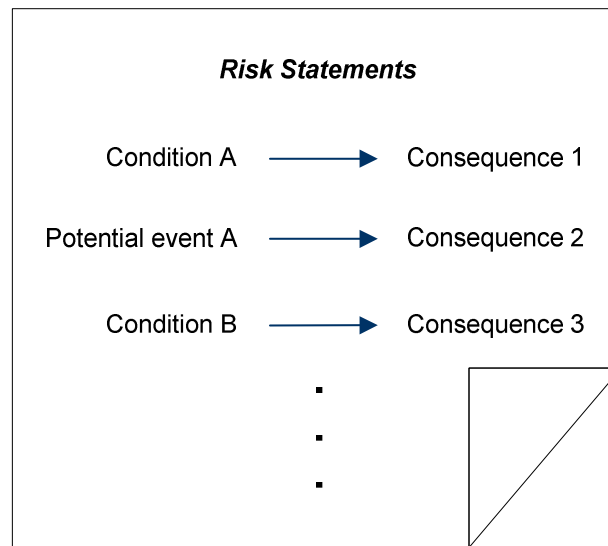 Risk Statements
Condition A Consequence 1
Potential event A Consequence 2
Condition B Consequence 3